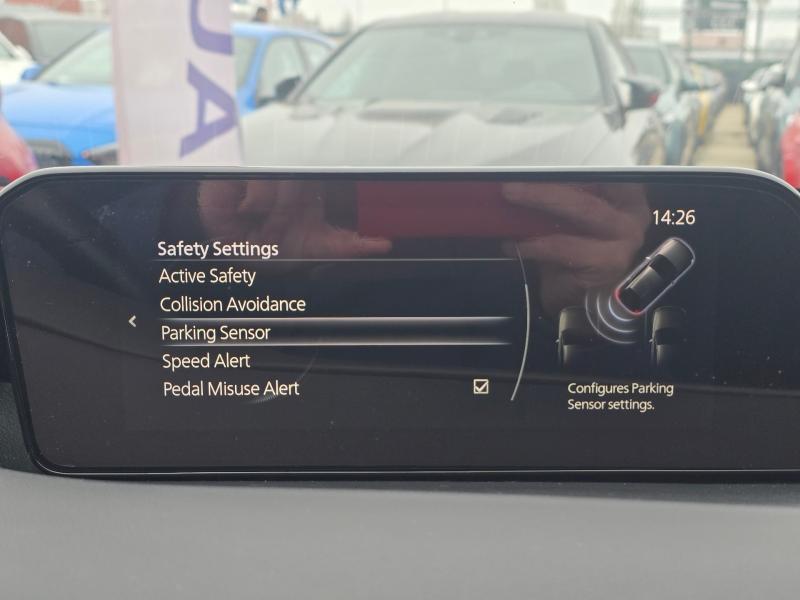 UA
14:26
Safety Settings
Active Safety
Collision Avoidance
Parking Sensor
Speed Alert
Pedal Misuse Alert
Configures Parking
Sensor settings.